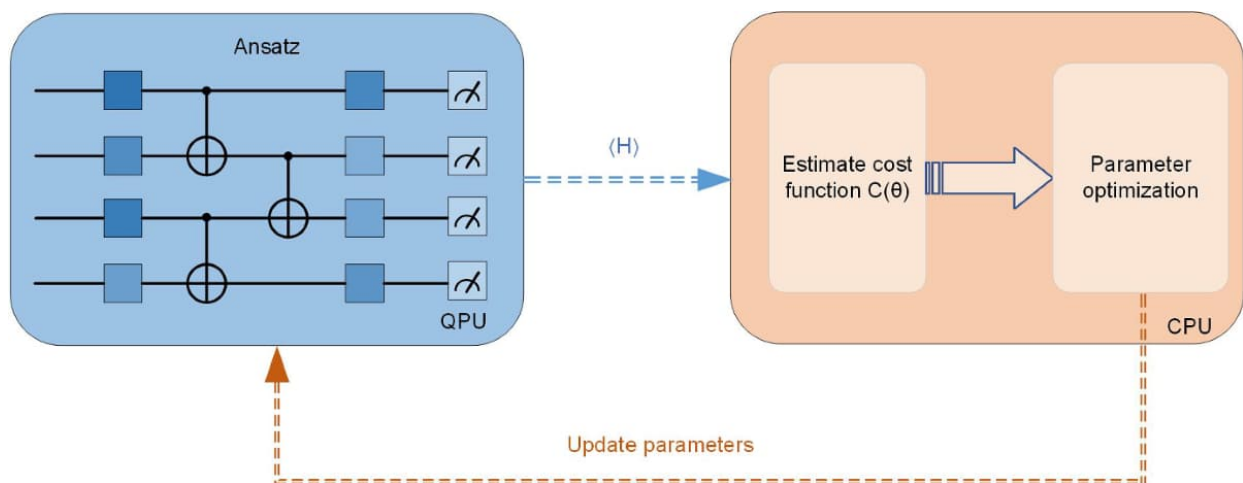 Ansatz
QPU
⟨H⟩
Estimate cost
function C(θ)
Parameter
optimization
CPU
Update parameters